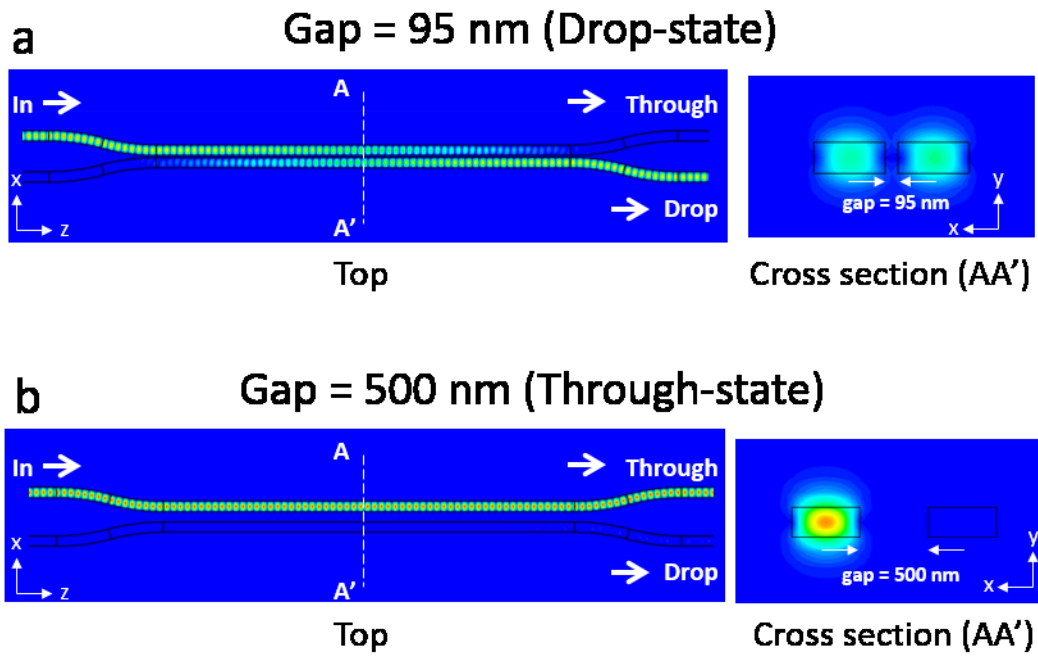 a
Gap = 95 nm (Drop-state)
In
A
Through
x
z
A'
Drop
Top
gap = 95 nm
y
x
Cross section (AA')
b
Gap = 500 nm (Through-state)
In
A
Through
x
z
A'
Drop
Top
gap = 500 nm
y
x
Cross section (AA')